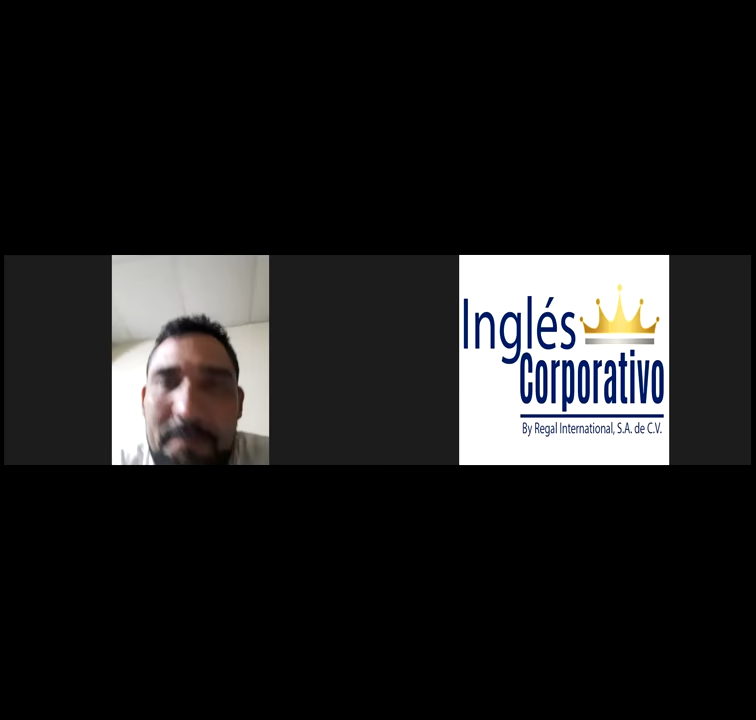 Inglés
Corporativo
By Regal International, S.A. de C.V.